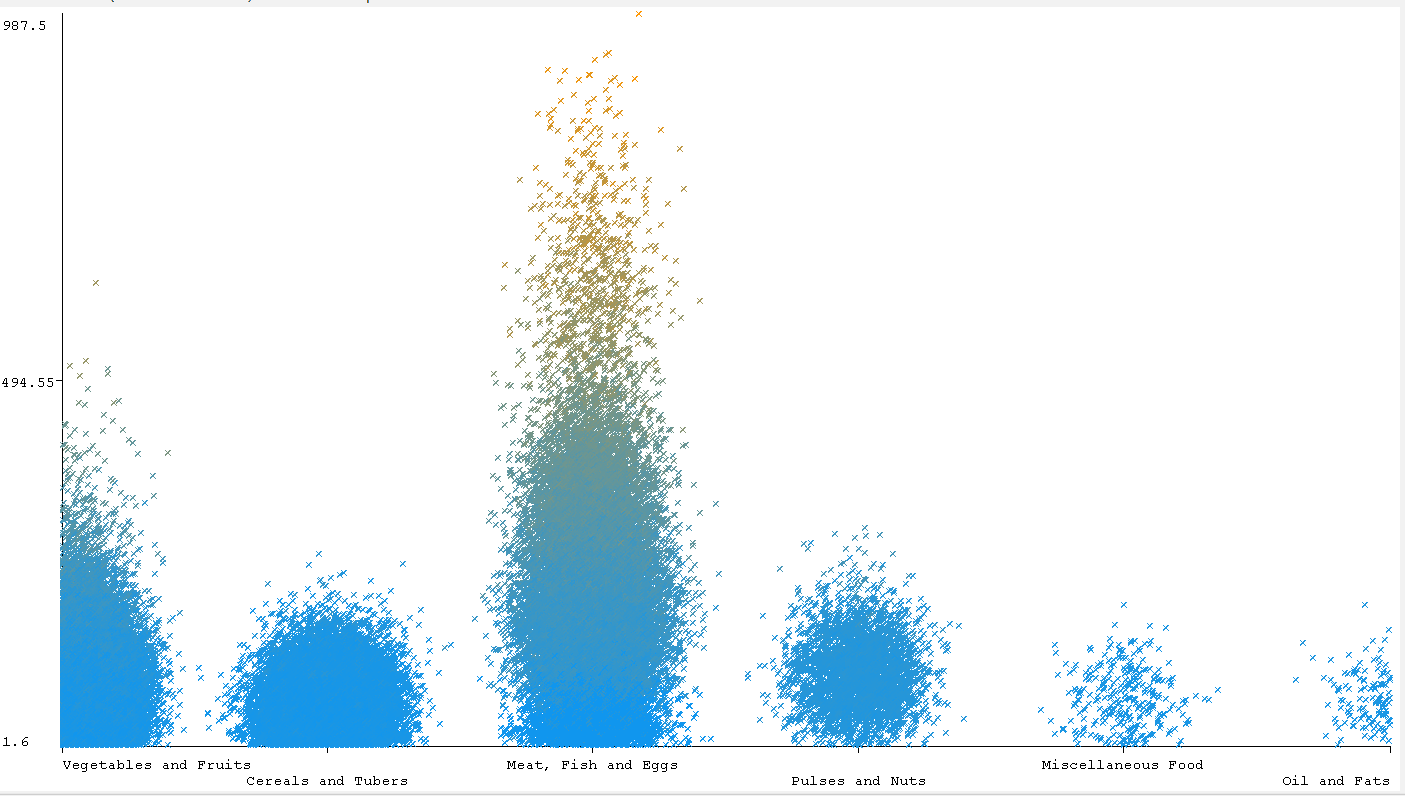 987.5
494.55
1.6
Vegetables and Fruits
Cereals and Tubers
Meat, Fish and Eggs
Pulses and Nuts
Miscellaneous Food
Oil and Fats